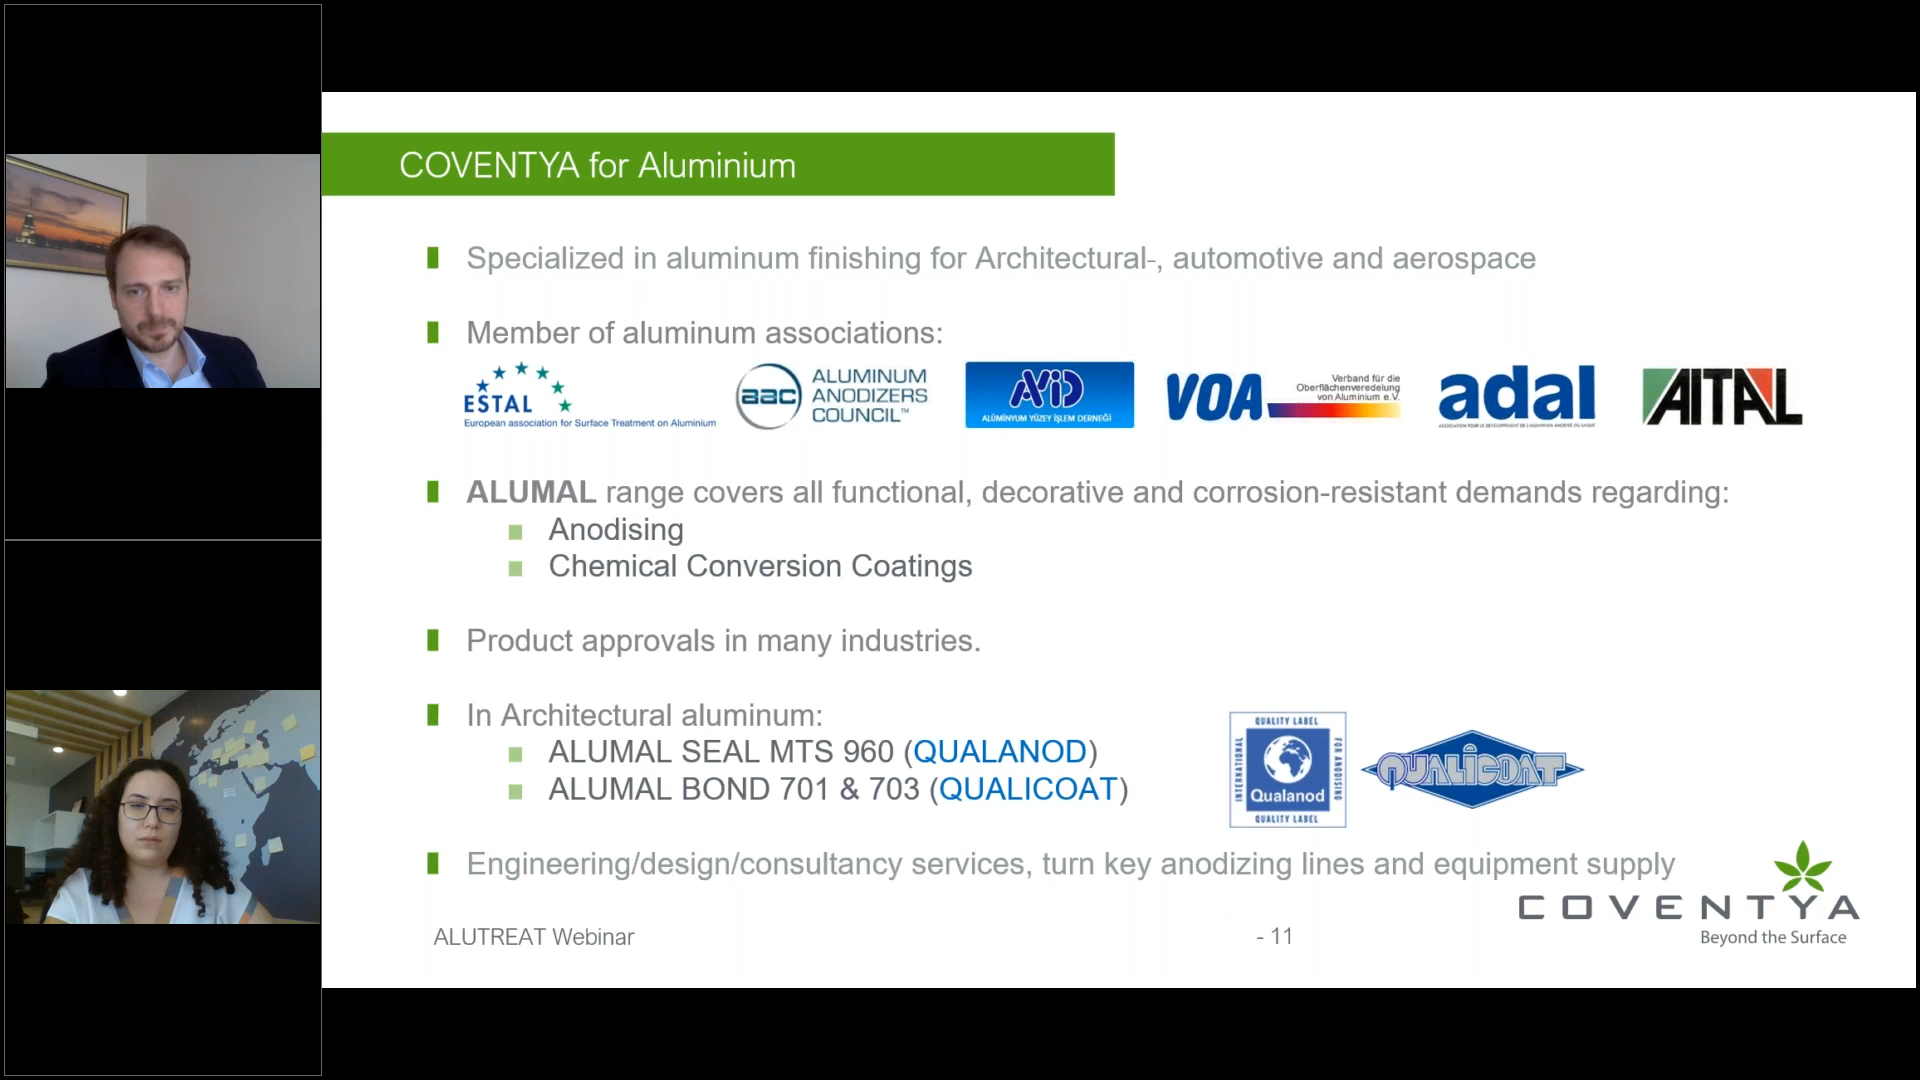 COVENTYA for Aluminium
Specialized in aluminum finishing for Architectural-, automotive and aerospace
Member of aluminum associations:
ESTAL
European association for Surface Treatment on Aluminium
aac
ALUMINUM
ANODIZERS
COUNCIL™
AYİD
ALÜMİNYUM YÜZEY İŞLEM DERNEĞİ
VOA
Verband für die
Oberflächenveredelung
von Aluminium e.V.
adal
AITAL
ALUMAL range covers all functional, decorative and corrosion-resistant demands regarding:
Anodising
Chemical Conversion Coatings
Product approvals in many industries.
In Architectural aluminum:
ALUMAL SEAL MTS 960 (QUALANOD)
ALUMAL BOND 701 & 703 (QUALICOAT)
QUALITY LABEL
INTERNATIONAL
FOR ANODISING
Qualanod
QUALITY LABEL
QUALICOAT
Engineering/design/consultancy services, turn key anodizing lines and equipment supply
COVENTYA
Beyond the Surface
ALUTREAT Webinar
- 11